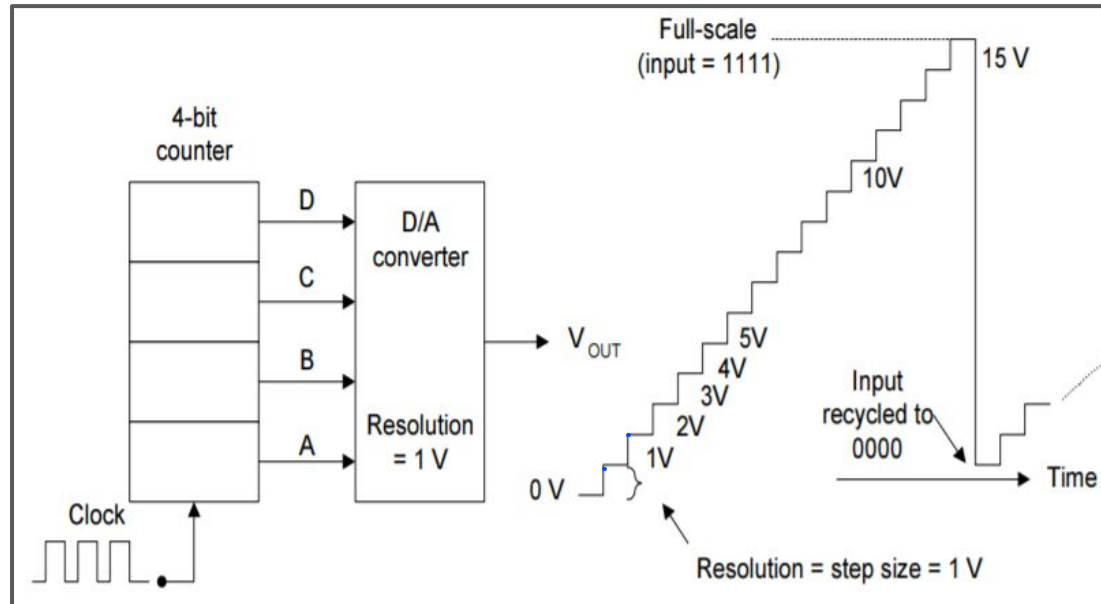 Full-scale
(input = 1111)
15 V
4-bit
counter
D
D/A
converter
10V
C
V OUT
5V
4V
B
3V
Input
recycled to
0000
2V
Resolution
= 1 V
A
1V
Time
0 V
Clock
Resolution = step size = 1 V